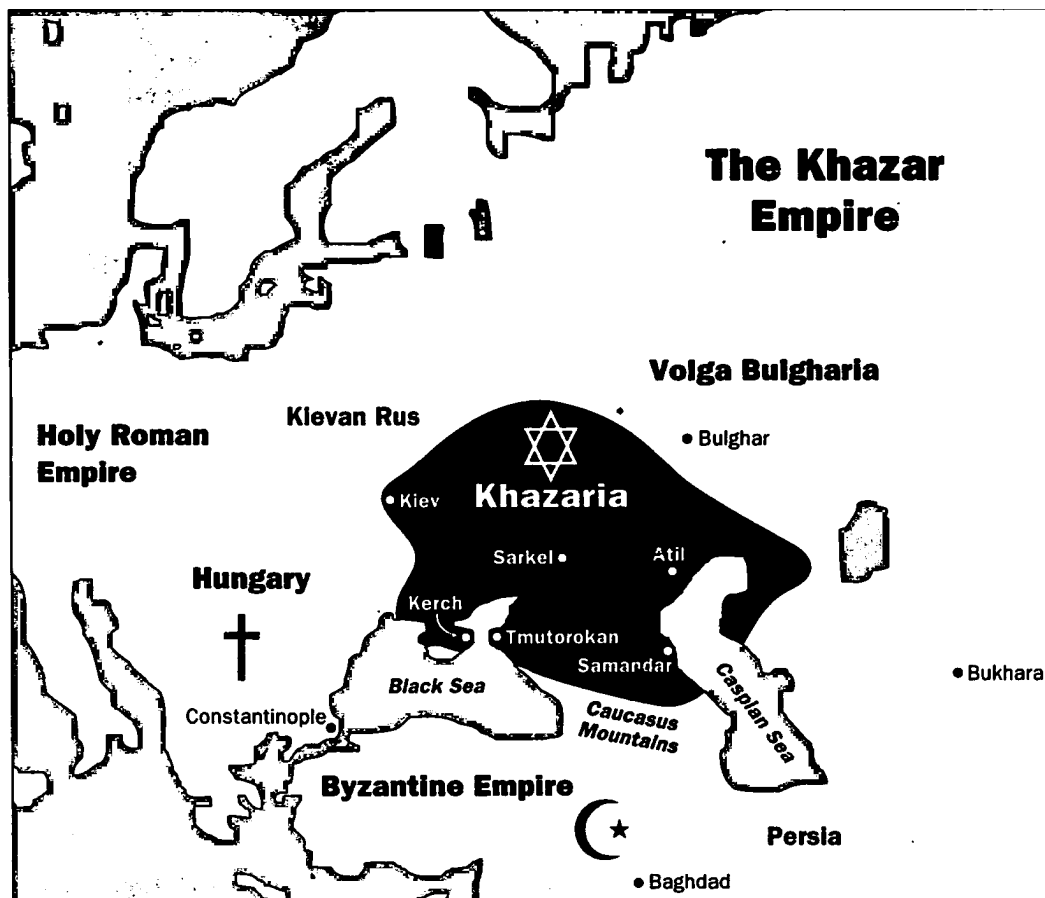 The Khazar
Empire
Volga Bulgharia
Kievan Rus
Holy Roman
Empire
Bulghar
Kiev
Khazaria
Sarkel
Atil
Hungary
Kerch
Tmutorokan
Samandar
Black Sea
Caspian Sea
Bukhara
Constantinople
Caucasus
Mountains
Byzantine Empire
Persia
Baghdad